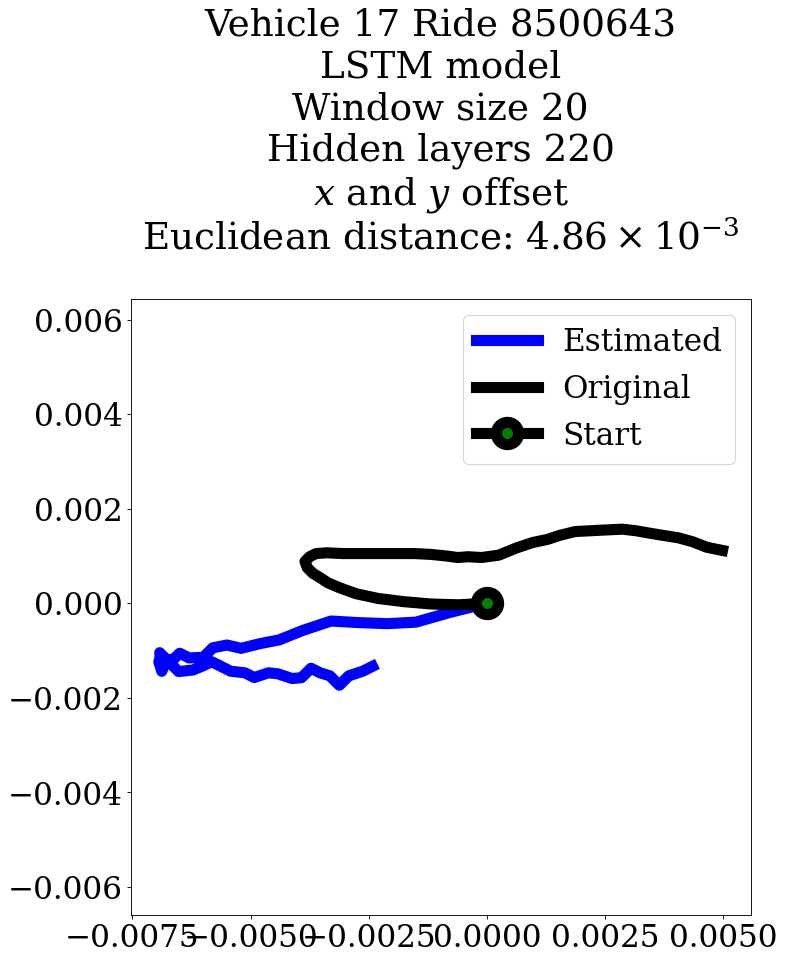 Vehicle 17 Ride 8500643
LSTM model
Window size 20
Hidden layers 220
x and y offset
Euclidean distance: 4.86 × 10⁻³
Estimated
Original
Start
0.006
0.004
0.002
0.000
−0.002
−0.004
−0.006
−0.0075 −0.0050 −0.0025 0.0000 0.0025 0.0050